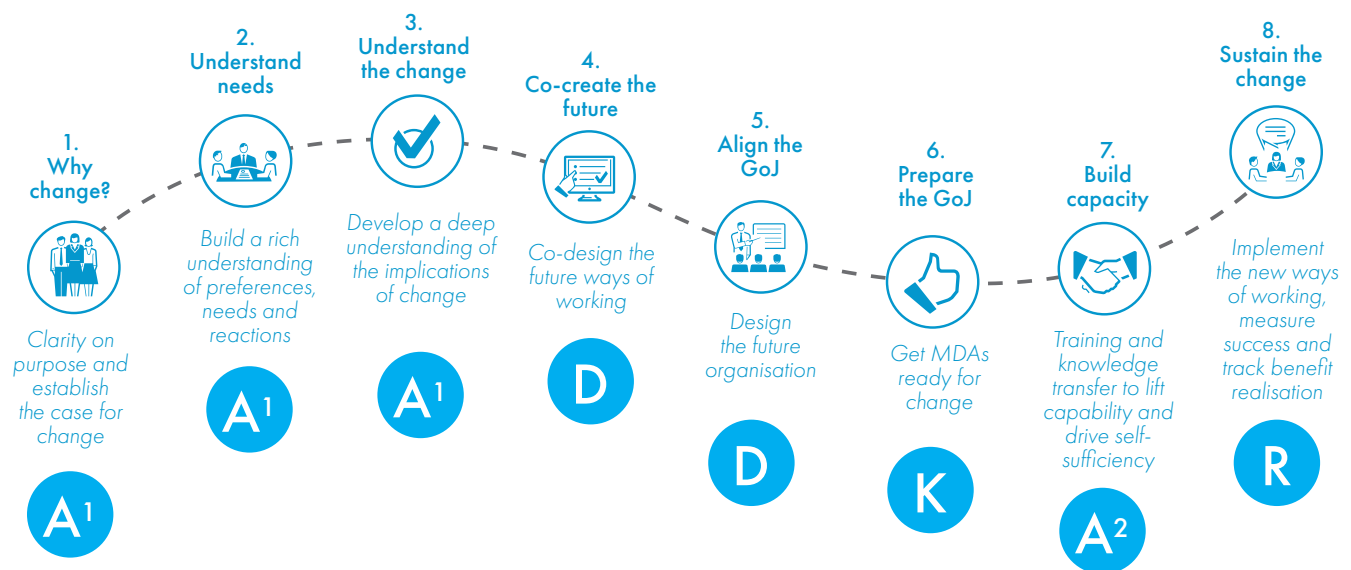 1.
Why
change?
Clarity on
purpose and
establish
the case for
change
A¹
2.
Understand
needs
Build a rich
understanding
of preferences,
needs and
reactions
A¹
3.
Understand
the change
Develop a deep
understanding of
the implications
of change
A¹
4.
Co-create the
future
Co-design the
future ways of
working
D
5.
Align the
GoJ
Design
the future
organisation
D
6.
Prepare
the GoJ
Get MDAs
ready for
change
K
7.
Build
capacity
Training and
knowledge
transfer to lift
capability and
drive self-
sufficiency
A²
8.
Sustain the
change
Implement
the new ways
of working,
measure
success and
track benefit
realisation
R